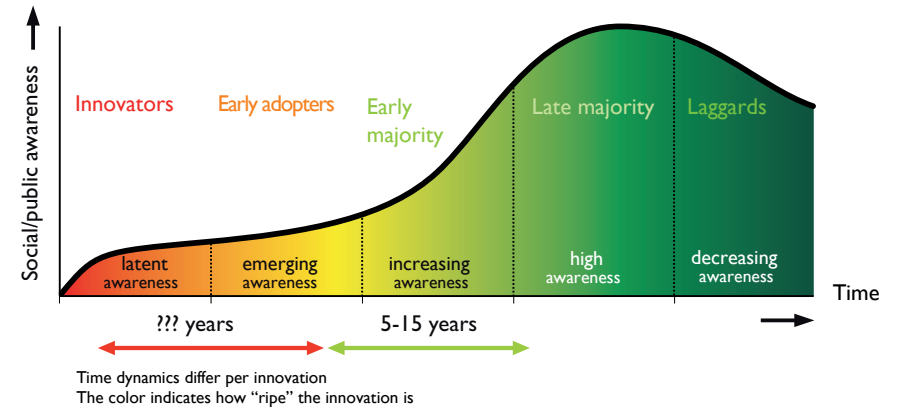 Social/public awareness
Innovators
Early adopters
Early
majority
Late majority
Laggards
latent
awareness
emerging
awareness
increasing
awareness
high
awareness
decreasing
awareness
Time
??? years
5-15 years
Time dynamics differ per innovation
The color indicates how “ripe” the innovation is